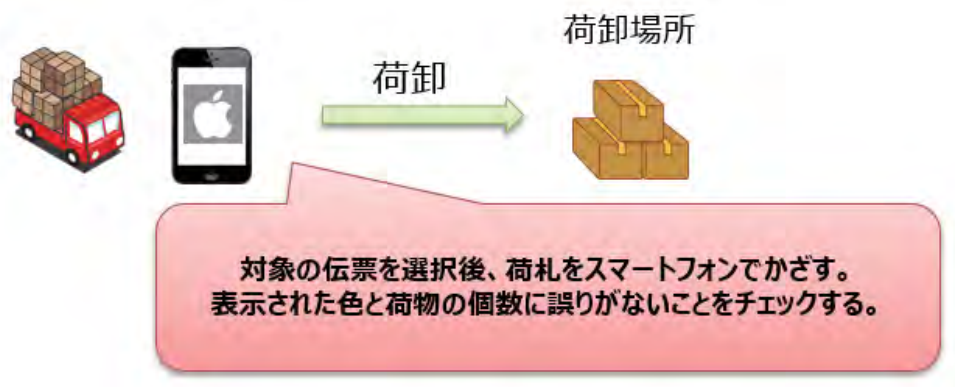 荷卸場所
荷卸
対象の伝票を選択後、荷札をスマートフォンでかざす。
表示された色と荷物の個数に誤りがないことをチェックする。